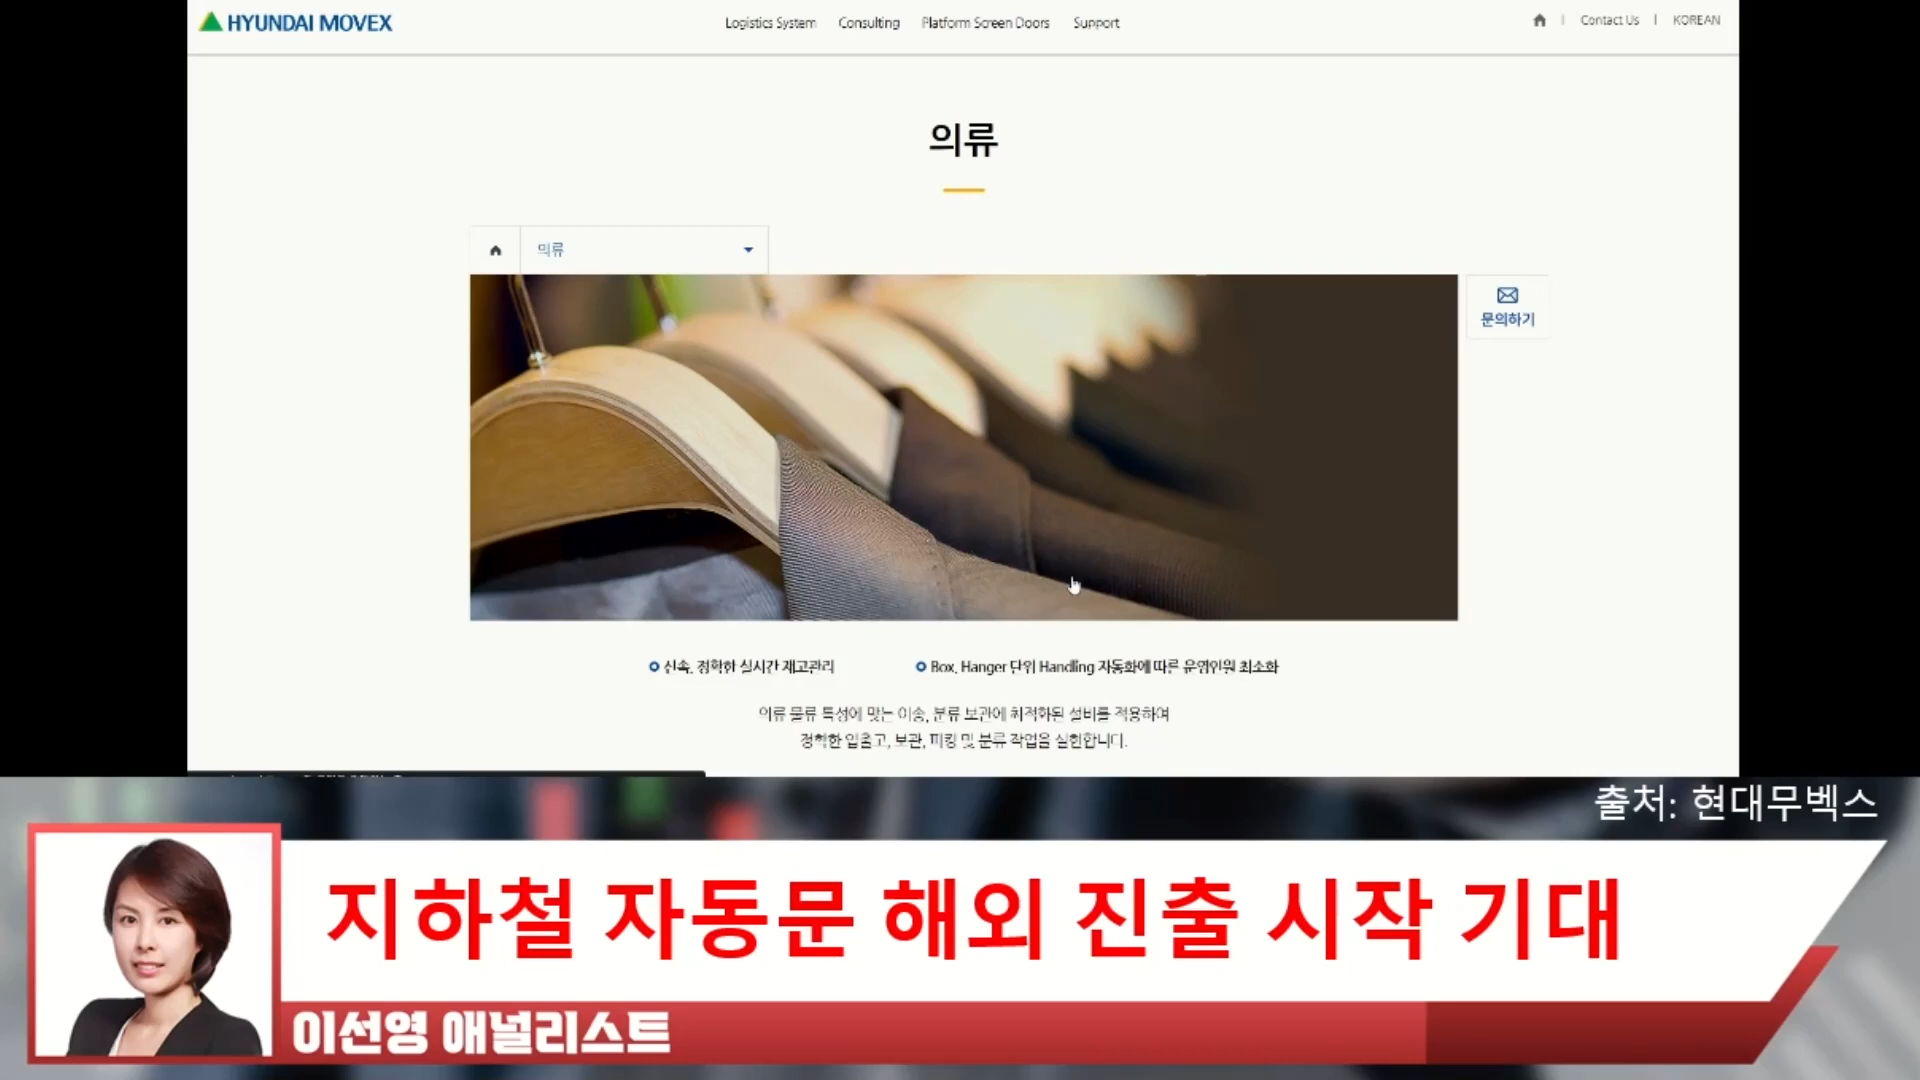 HYUNDAI MOVEX
Logistics System Consulting Platform Screen Doors Support
Contact Us | KOREAN
의류
의류
문의하기
신속, 정확한 실시간 재고관리
Box, Hanger 단위 Handling 자동화에 따른 운영인원 최소화
의류 물류 특성에 맞는 이송, 분류 보관에 최적화된 설비를 적용하여
정확한 입출고, 보관, 피킹 및 분류 작업을 실현합니다.
출처: 현대무벡스
지하철 자동문 해외 진출 시작 기대
이선영 애널리스트